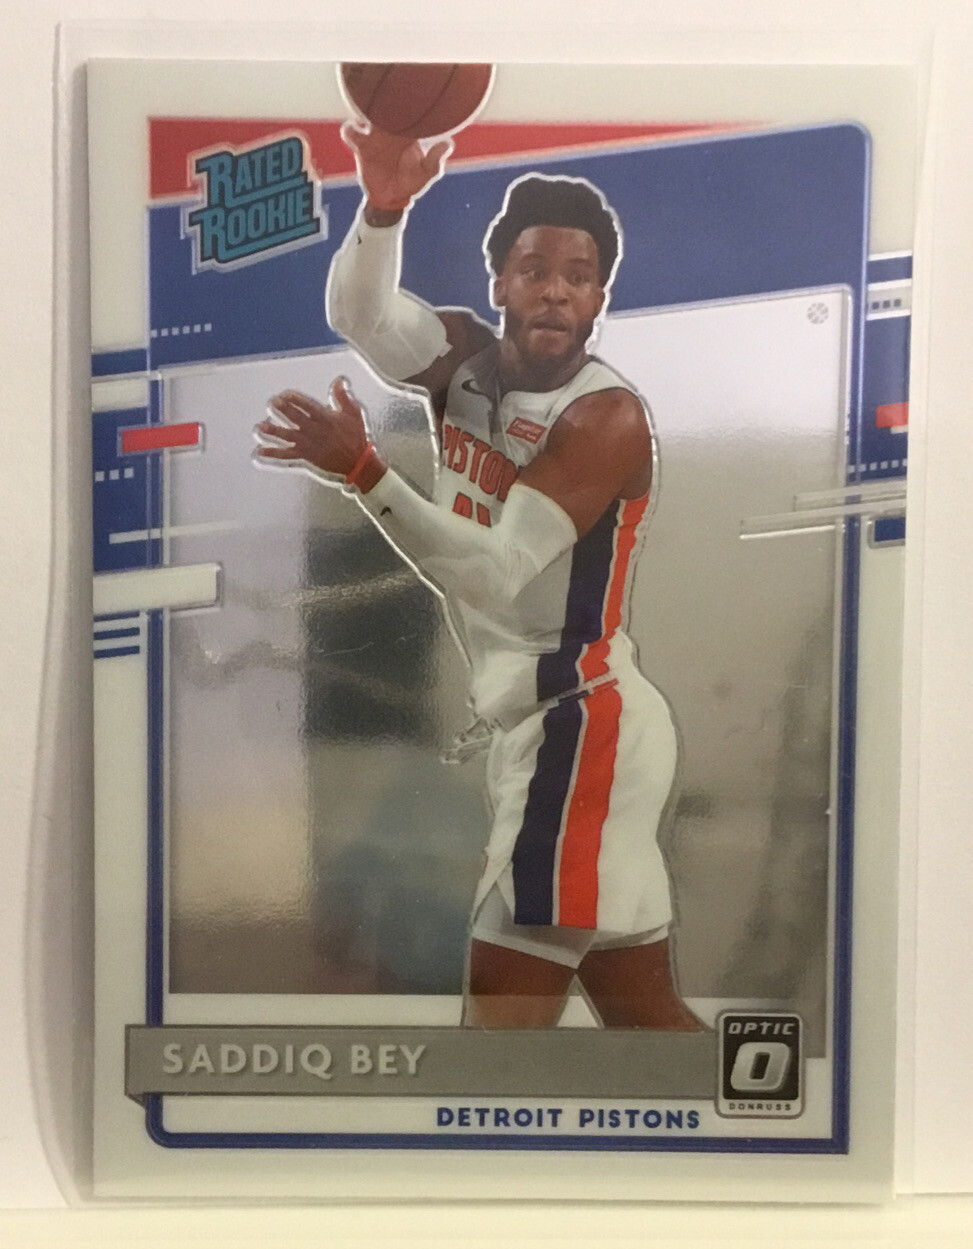 RATED
ROOKIE
PISTONS
SADDIQ BEY
OPTIC
O
DONRUSS
DETROIT PISTONS